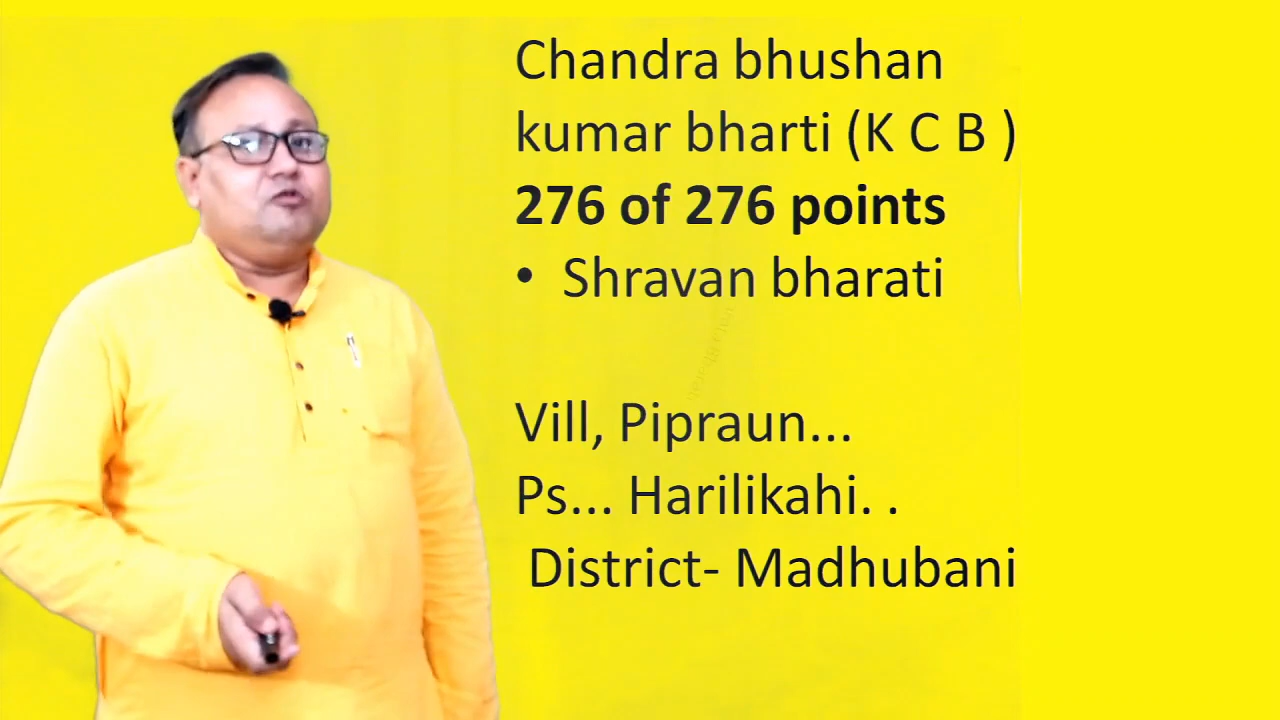 Chandra bhushan
kumar bharti (K C B )
276 of 276 points
• Shravan bharati
Vill, Pipraun...
Ps... Harilikahi. .
District- Madhubani